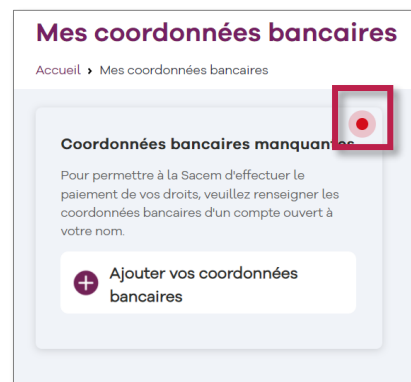 Mes coordonnées bancaires
Accueil › Mes coordonnées bancaires
Coordonnées bancaires manquantes
Pour permettre à la Sacem d'effectuer le
paiement de vos droits, veuillez renseigner les
coordonnées bancaires d'un compte ouvert à
votre nom.
Ajouter vos coordonnées
bancaires